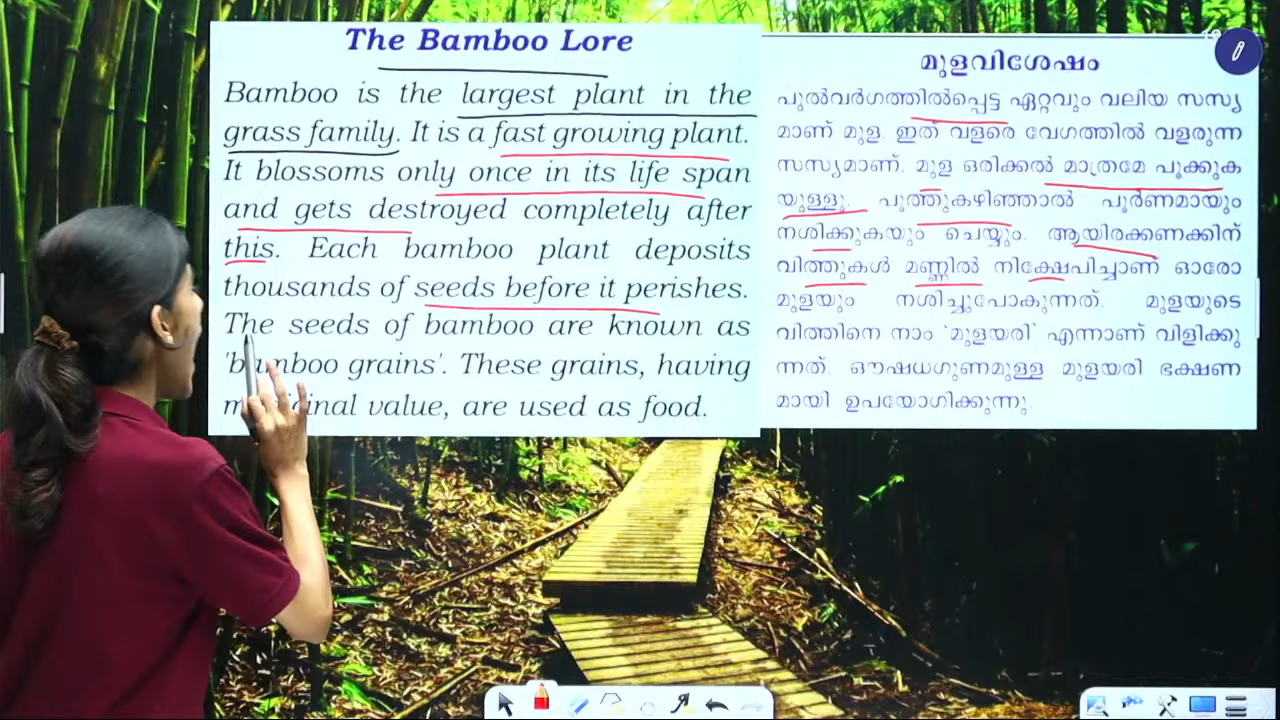 The Bamboo Lore
Bamboo is the largest plant in the
grass family. It is a fast growing plant.
It blossoms only once in its life span
and gets destroyed completely after
this. Each bamboo plant deposits
thousands of seeds before it perishes.
The seeds of bamboo are known as
'bamboo grains'. These grains, having
medicinal value, are used as food.
മുളവിശേഷം
പുൽവർഗത്തിൽപ്പെട്ട ഏറ്റവും വലിയ സസ്യ
മാണ് മുള. ഇത് വളരെ വേഗത്തിൽ വളരുന്ന
സസ്യമാണ്. മുള ഒരിക്കൽ മാത്രമേ പൂക്കുക
യുള്ളൂ. പൂത്തുകഴിഞ്ഞാൽ പൂർണമായും
നശിക്കുകയും ചെയ്യും. ആയിരക്കണക്കിന്
വിത്തുകൾ മണ്ണിൽ നിക്ഷേപിച്ചാണ് ഓരോ
മുളയും നശിച്ചുപോകുന്നത്. മുളയുടെ
വിത്തിനെ നാം 'മുളയരി' എന്നാണ് വിളിക്കു
ന്നത്. ഔഷധഗുണമുള്ള മുളയരി ഭക്ഷണ
മായി ഉപയോഗിക്കുന്നു.